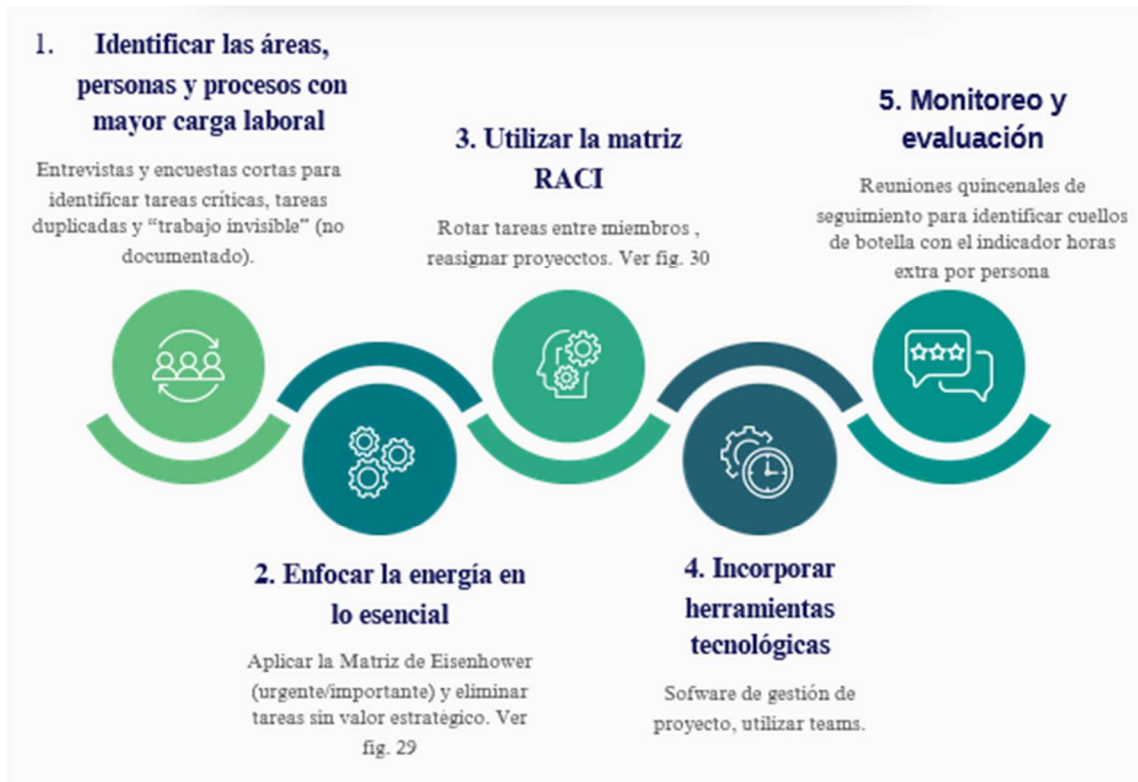 1. Identificar las áreas,
personas y procesos con
mayor carga laboral
Entrevistas y encuestas cortas para
identificar tareas críticas, tareas
duplicadas y “trabajo invisible” (no
documentado).
2. Enfocar la energía en
lo esencial
Aplicar la Matriz de Eisenhower
(urgente/importante) y eliminar
tareas sin valor estratégico. Ver
fig. 29
3. Utilizar la matriz
RACI
Rotar tareas entre miembros ,
reasignar proyecctos. Ver fig. 30
4. Incorporar
herramientas
tecnológicas
Sofware de gestión de
proyecto, utilizar teams.
5. Monitoreo y
evaluación
Reuniones quincenales de
seguimiento para identificar cuellos
de botella con el indicador horas
extra por persona